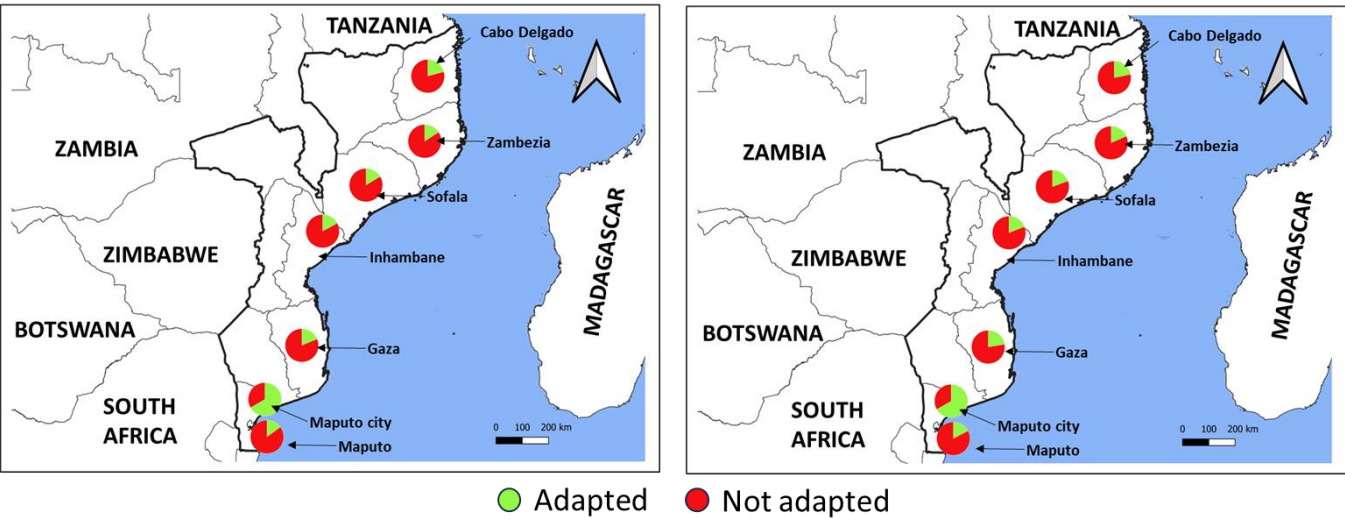 TANZANIA
Cabo Delgado
ZAMBIA
Zambezia
Sofala
MADAGASCAR
ZIMBABWE
Inhambane
BOTSWANA
Gaza
SOUTH
AFRICA
Maputo city
Maputo
0 100 200 km
TANZANIA
Cabo Delgado
ZAMBIA
Zambezia
Sofala
MADAGASCAR
ZIMBABWE
Inhambane
BOTSWANA
Gaza
SOUTH
AFRICA
Maputo city
Maputo
0 100 200 km
Adapted Not adapted